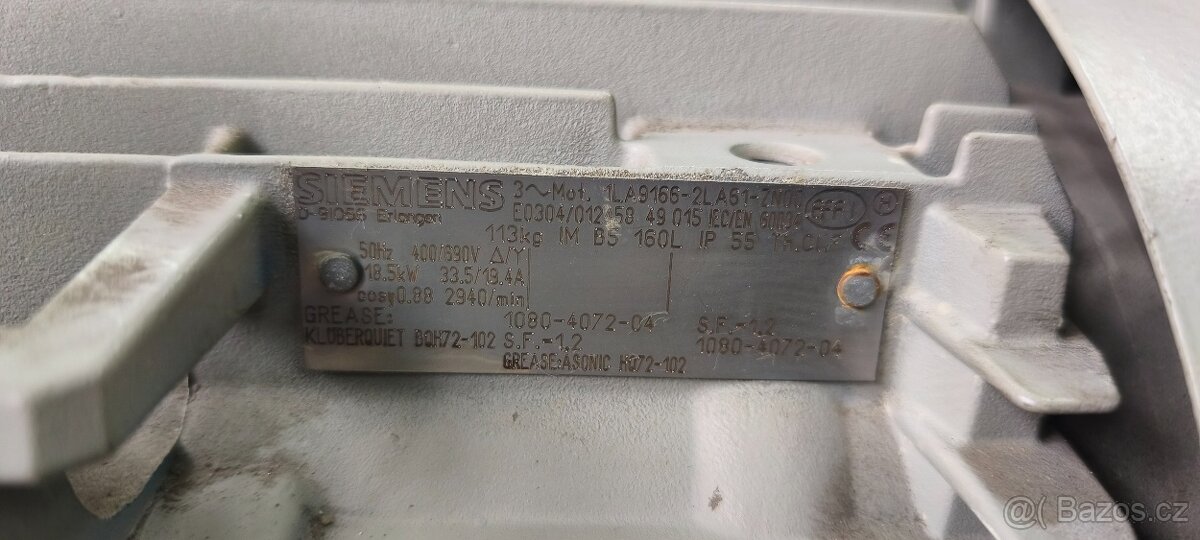 SIEMENS 3~Mot. 1LA9166-2LA61-Z
D-91056 Erlangen E0304/012458 49 015 IEC/EN 60034
113kg IM B5 160L IP 55
50Hz 400/690V Δ/Y
18.5kW 33.5/19.4A
cosφ0.88 2940/min
GREASE: 1080-4072-04 S.F.-1.2
KLÜBERQUIET BQH72-102 S.F.-1.2 1080-4072-04
GREASE:ASONIC HQ72-102
@ Bazos.cz